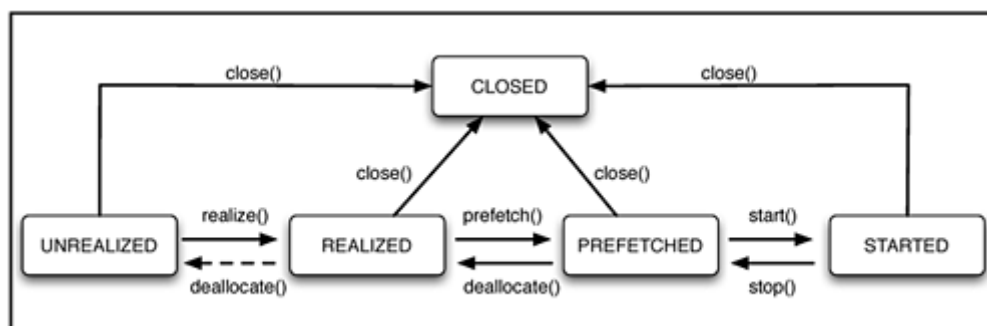 close()
close()
CLOSED
close()
close()
realize()
prefetch()
start()
UNREALIZED
REALIZED
PREFETCHED
STARTED
deallocate()
deallocate()
stop()